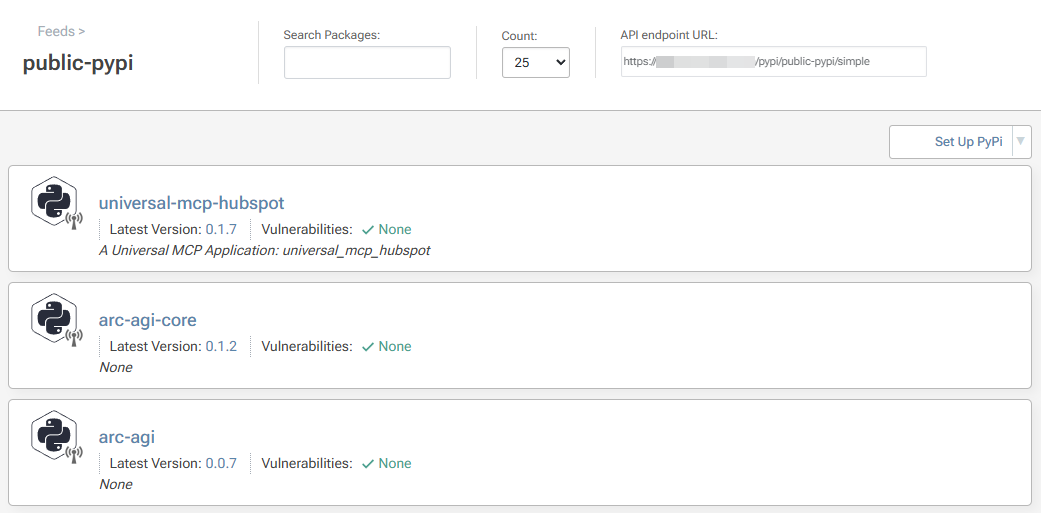 Feeds >
public-pypi
Search Packages:
Count:
25
API endpoint URL:
https:// /pypi/public-pypi/simple
Set Up PyPi
universal-mcp-hubspot
Latest Version: 0.1.7 Vulnerabilities: None
A Universal MCP Application: universal_mcp_hubspot
arc-agi-core
Latest Version: 0.1.2 Vulnerabilities: None
None
arc-agi
Latest Version: 0.0.7 Vulnerabilities: None
None